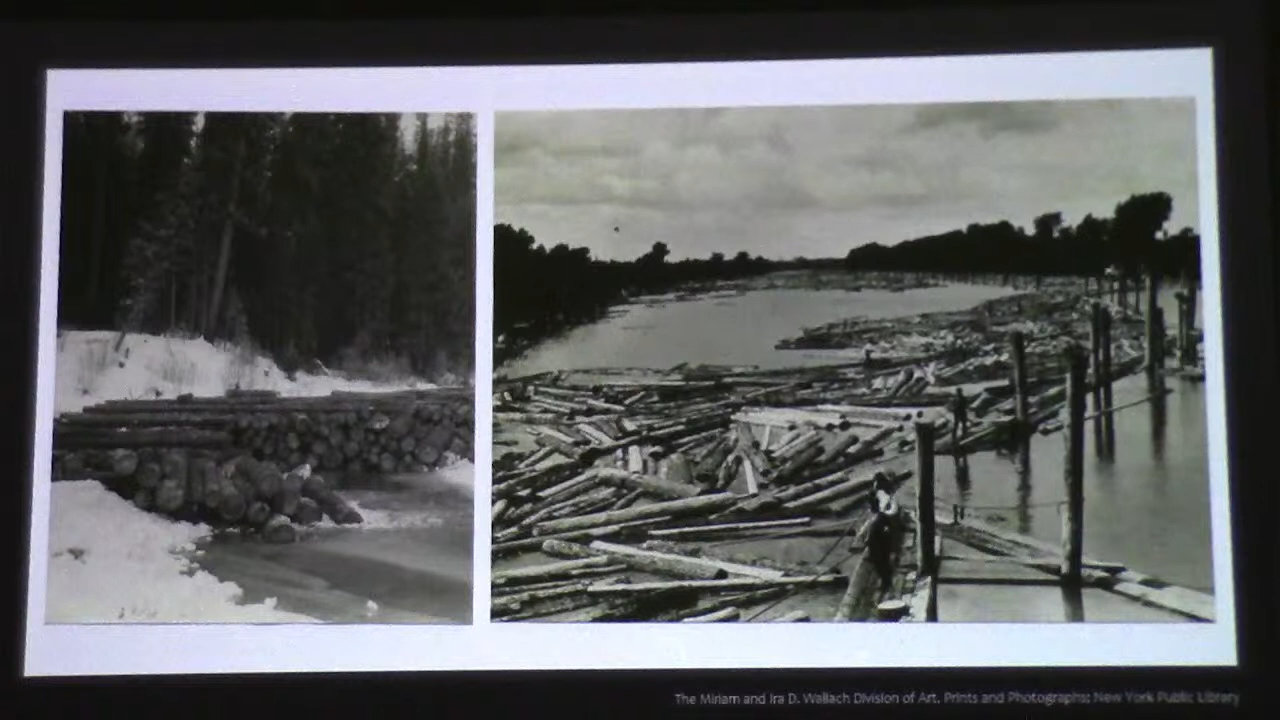 The Miriam and Ira D. Wallach Division of Art, Prints and Photographs; New York Public Library